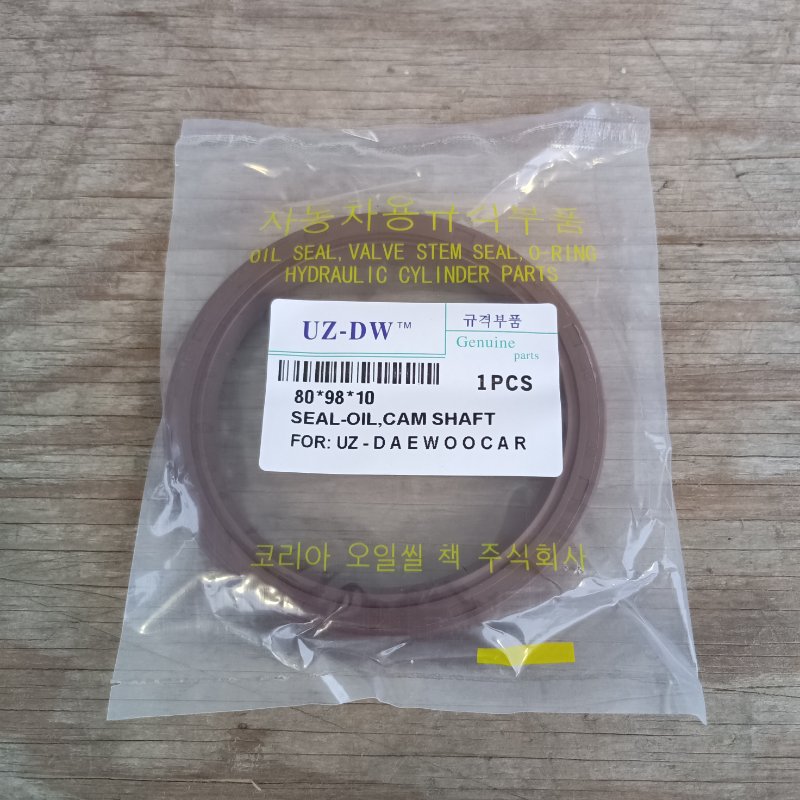 자동차용규격부품
OIL SEAL,VALVE STEM SEAL,O-RING
HYDRAULIC CYLINDER PARTS
UZ-DW™
규격부품
Genuine
parts
1PCS
80*98*10
SEAL-OIL,CAM SHAFT
FOR: UZ - D A E W O O C A R
코리아 오일씰 책 주식회사